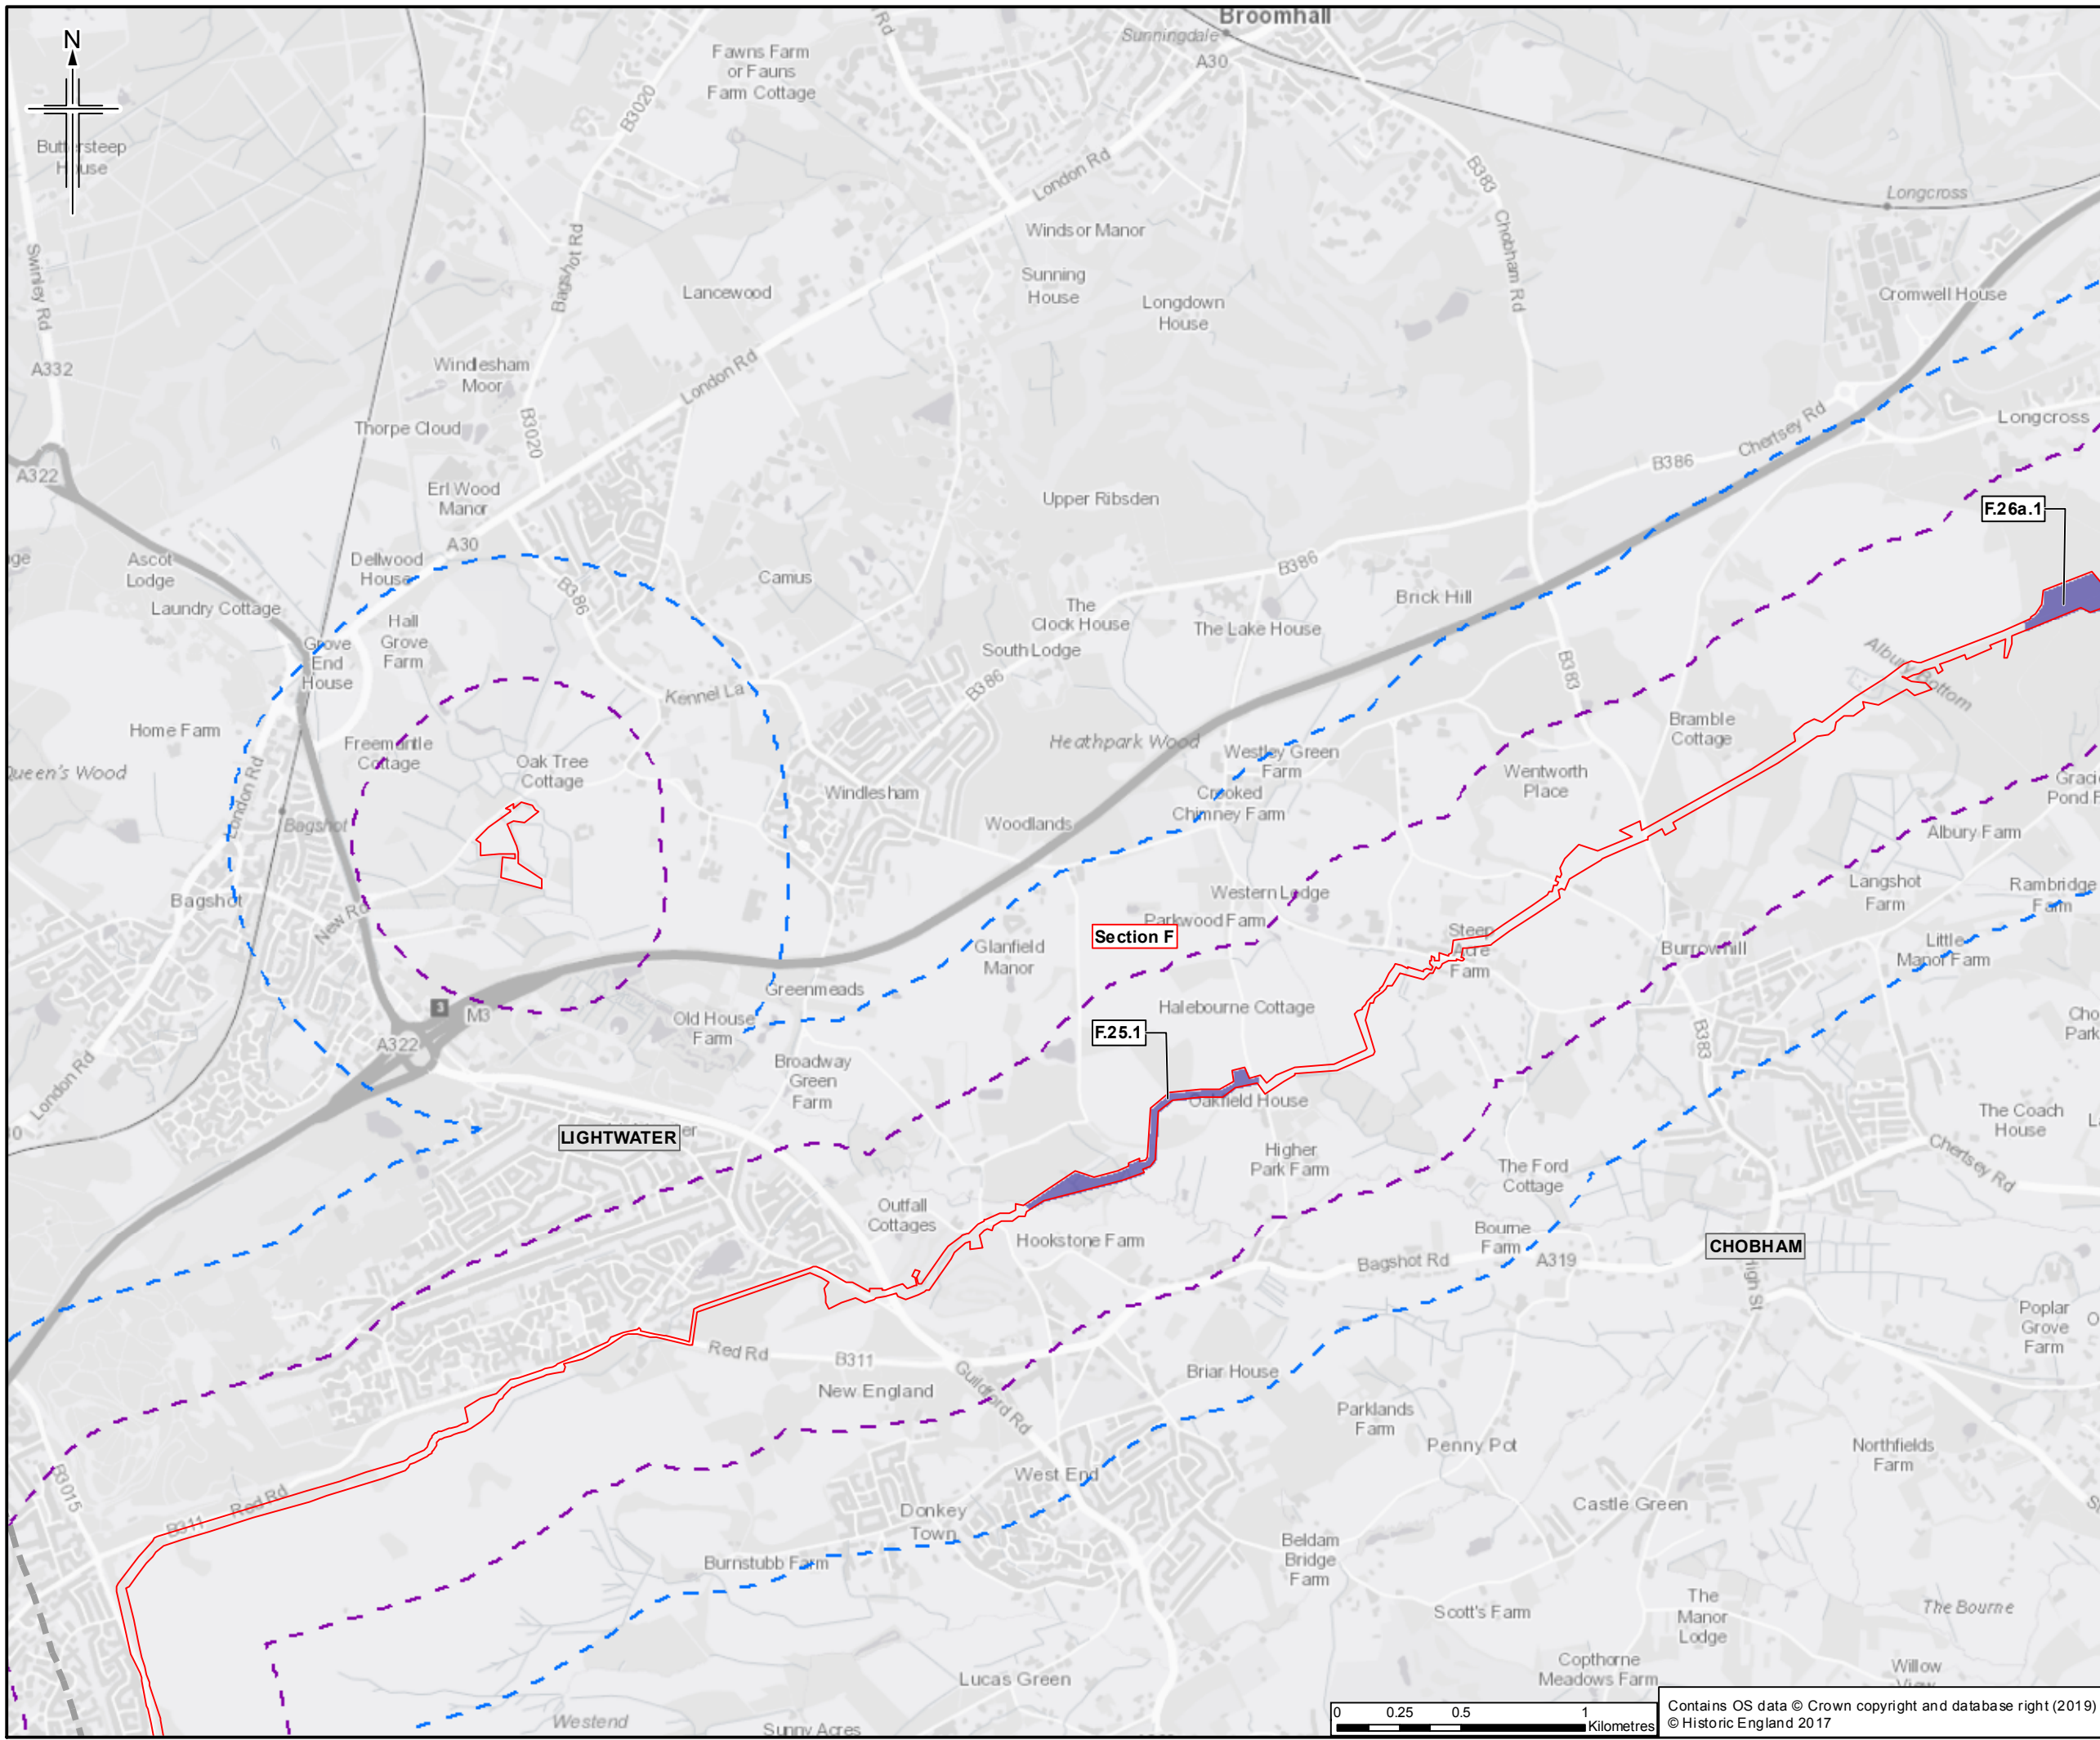 Broomhall
Sunningdale
A30
Rd
N
Fawns Farm
or Fauns
Farm Cottage
B3020
Buttersteep
House
London Rd
B383
Longcross
Chobham Rd
Windsor Manor
Swinley Rd
Bagshot Rd
Sunning
House
Lancewood
Longdown
House
Cromwell House
A332
Windlesham
Moor
London Rd
Thorpe Cloud
B3020
Longcross
Chertsey Rd
B386
A322
Erl Wood
Manor
Upper Ribsden
F.26a.1
A30
Ascot
Lodge
Dellwood
House
B386
Camus
B386
Brick Hill
Laundry Cottage
Hall
Grove
Farm
The
Clock House
The Lake House
Grove
End
House
South Lodge
B386
B383
Albury Bottom
Kennel La
Home Farm
Freemantle
Cottage
Oak Tree
Cottage
Heathpark Wood
Westley Green
Farm
Bramble
Cottage
Queen's Wood
Wentworth
Place
London Rd
Windlesham
Crooked
Chimney Farm
Bagshot
Woodlands
Albury Farm
Bagshot
New Rd
Western Lodge
Langshot
Farm
Rambridge
Farm
Parkwood Farm
Section F
Steep
Acre
Farm
Glanfield
Manor
Burrowhill
Little
Manor Farm
Greenmeads
3
M3
Halebourne Cottage
Old House
Farm
F.25.1
A322
B383
Broadway
Green
Farm
London Rd
Oakfield House
The Coach
House
LIGHTWATER
Higher
Park Farm
Chertsey Rd
The Ford
Cottage
Outfall
Cottages
Hookstone Farm
Bourne
Farm
CHOBHAM
Bagshot Rd
A319
High St
Poplar
Grove
Farm
Red Rd
B311
Guildford Rd
New England
Briar House
Parklands
Farm
Penny Pot
Northfields
Farm
B3015
West End
Red Rd
B311
Donkey
Town
Castle Green
Burnstubb Farm
Beldam
Bridge
Farm
Scott's Farm
The
Manor
Lodge
The Bourne
Lucas Green
Copthorne
Meadows Farm
Willow
View
Westend
Sunny Acres
0 0.25 0.5 1
Kilometres
Contains OS data © Crown copyright and database right (2019)
© Historic England 2017